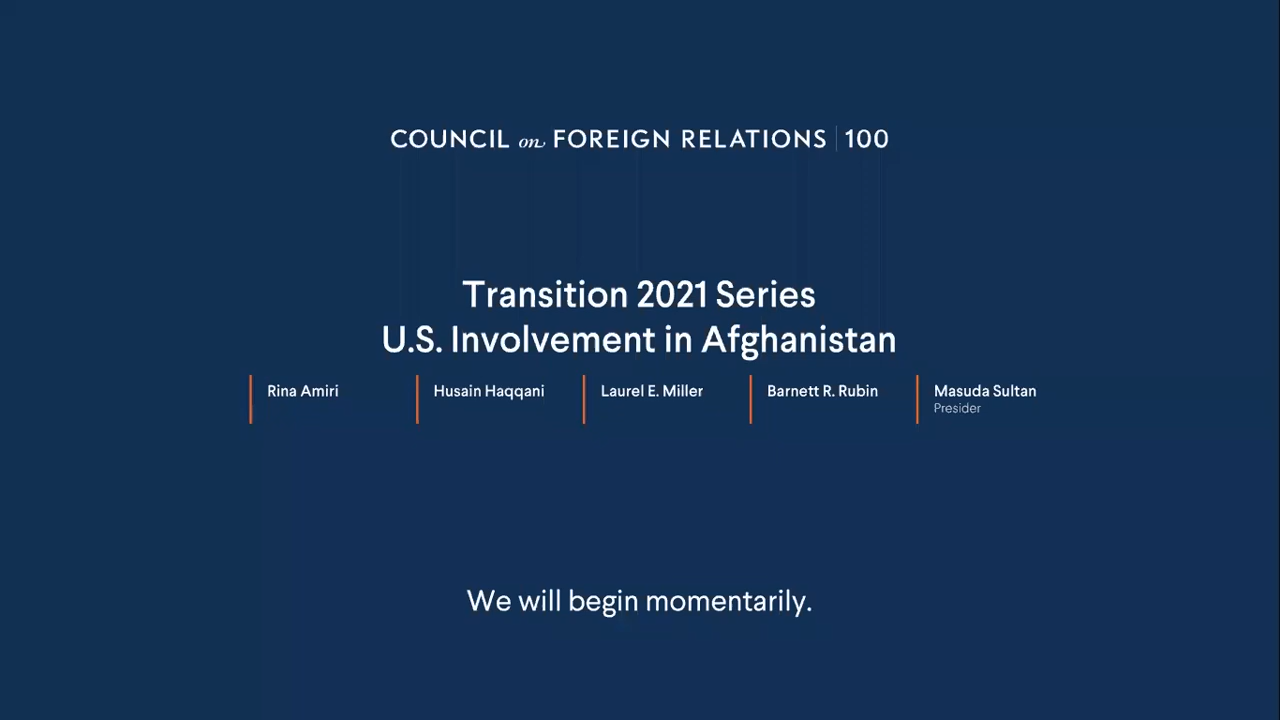 COUNCIL on FOREIGN RELATIONS | 100
Transition 2021 Series
U.S. Involvement in Afghanistan
Rina Amiri
Husain Haqqani
Laurel E. Miller
Barnett R. Rubin
Masuda Sultan
Presider
We will begin momentarily.